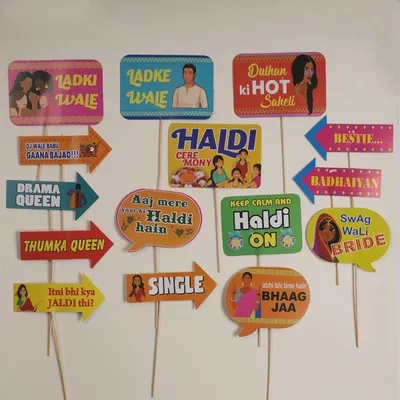 LADKI
WALE
LADKE
WALE
Dulhan
ki HOT
Saheli
DJ WALE BABU
GAANA BAJAO!!!
HALDI
CERE
MONY
BESTIE...
DRAMA
QUEEN
BADHAIYAN
Aaj mere
yaar ki
Haldi
hain
KEEP CALM AND
Haldi
ON
SwAg
WaLi
BRIDE
THUMKA QUEEN
Itni bhi kya
JALDI thi?
SINGLE
abhi bhi time hain
BHAAG
JAA